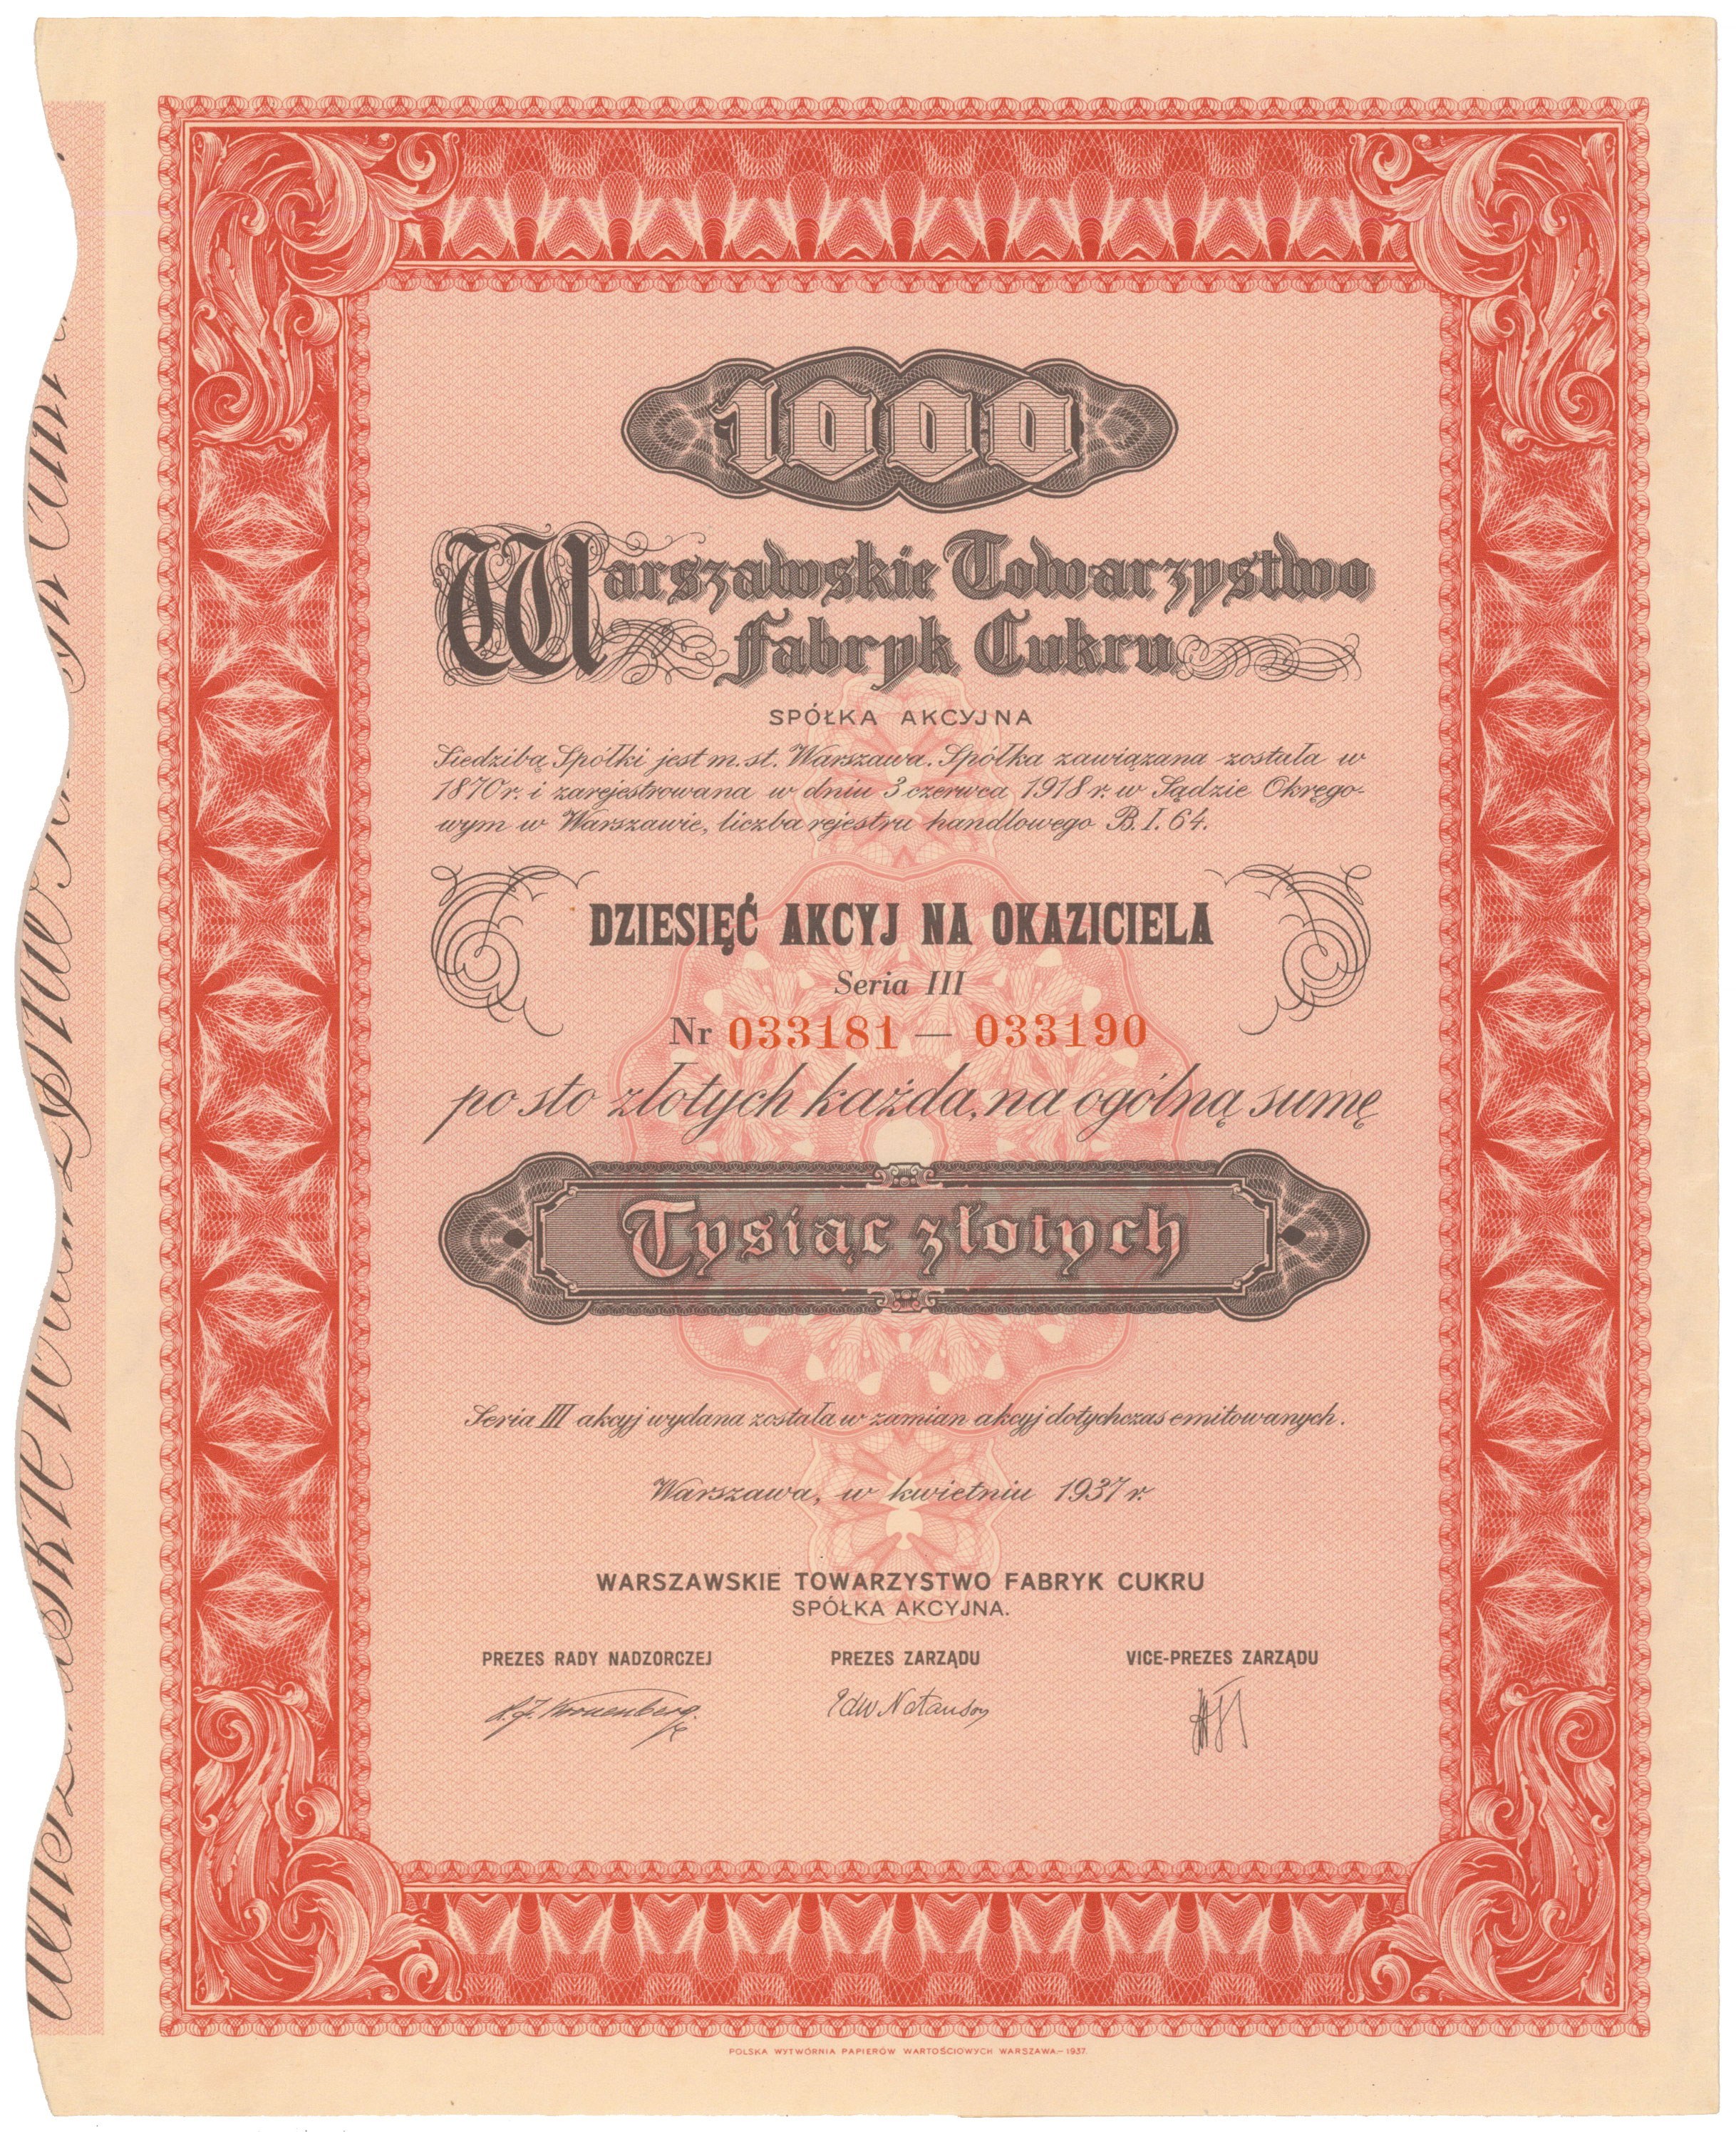 1000
Warszawskie Towarzystwo
Fabryk Cukru
SPÓŁKA AKCYJNA
Siedzibą Spółki jest m. st. Warszawa. Spółka zawiązana została w
1870 r. i zarejestrowana w dniu 3 czerwca 1918 r. w Sądzie Okręgo-
wym w Warszawie, liczba rejestru handlowego B. I. 64.
DZIESIĘĆ AKCYJ NA OKAZICIELA
Seria III
Nr 033181 — 033190
po sto złotych każda, na ogólną sumę
Tysiąc złotych
Seria III akcyj wydana została w zamian akcyj dotychczas emitowanych.
Warszawa, w kwietniu 1937 r.
WARSZAWSKIE TOWARZYSTWO FABRYK CUKRU
SPÓŁKA AKCYJNA.
PREZES RADY NADZORCZEJ PREZES ZARZĄDU VICE-PREZES ZARZĄDU
L. J. Kronenberg. Edw Natanson
POLSKA WYTWÓRNIA PAPIERÓW WARTOŚCIOWYCH WARSZAWA.—1937.